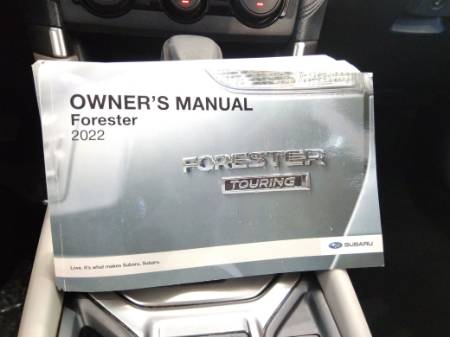 OWNER'S MANUAL
Forester
2022
FORESTER
TOURING
SUBARU
Love. It's what makes Subaru, Subaru.